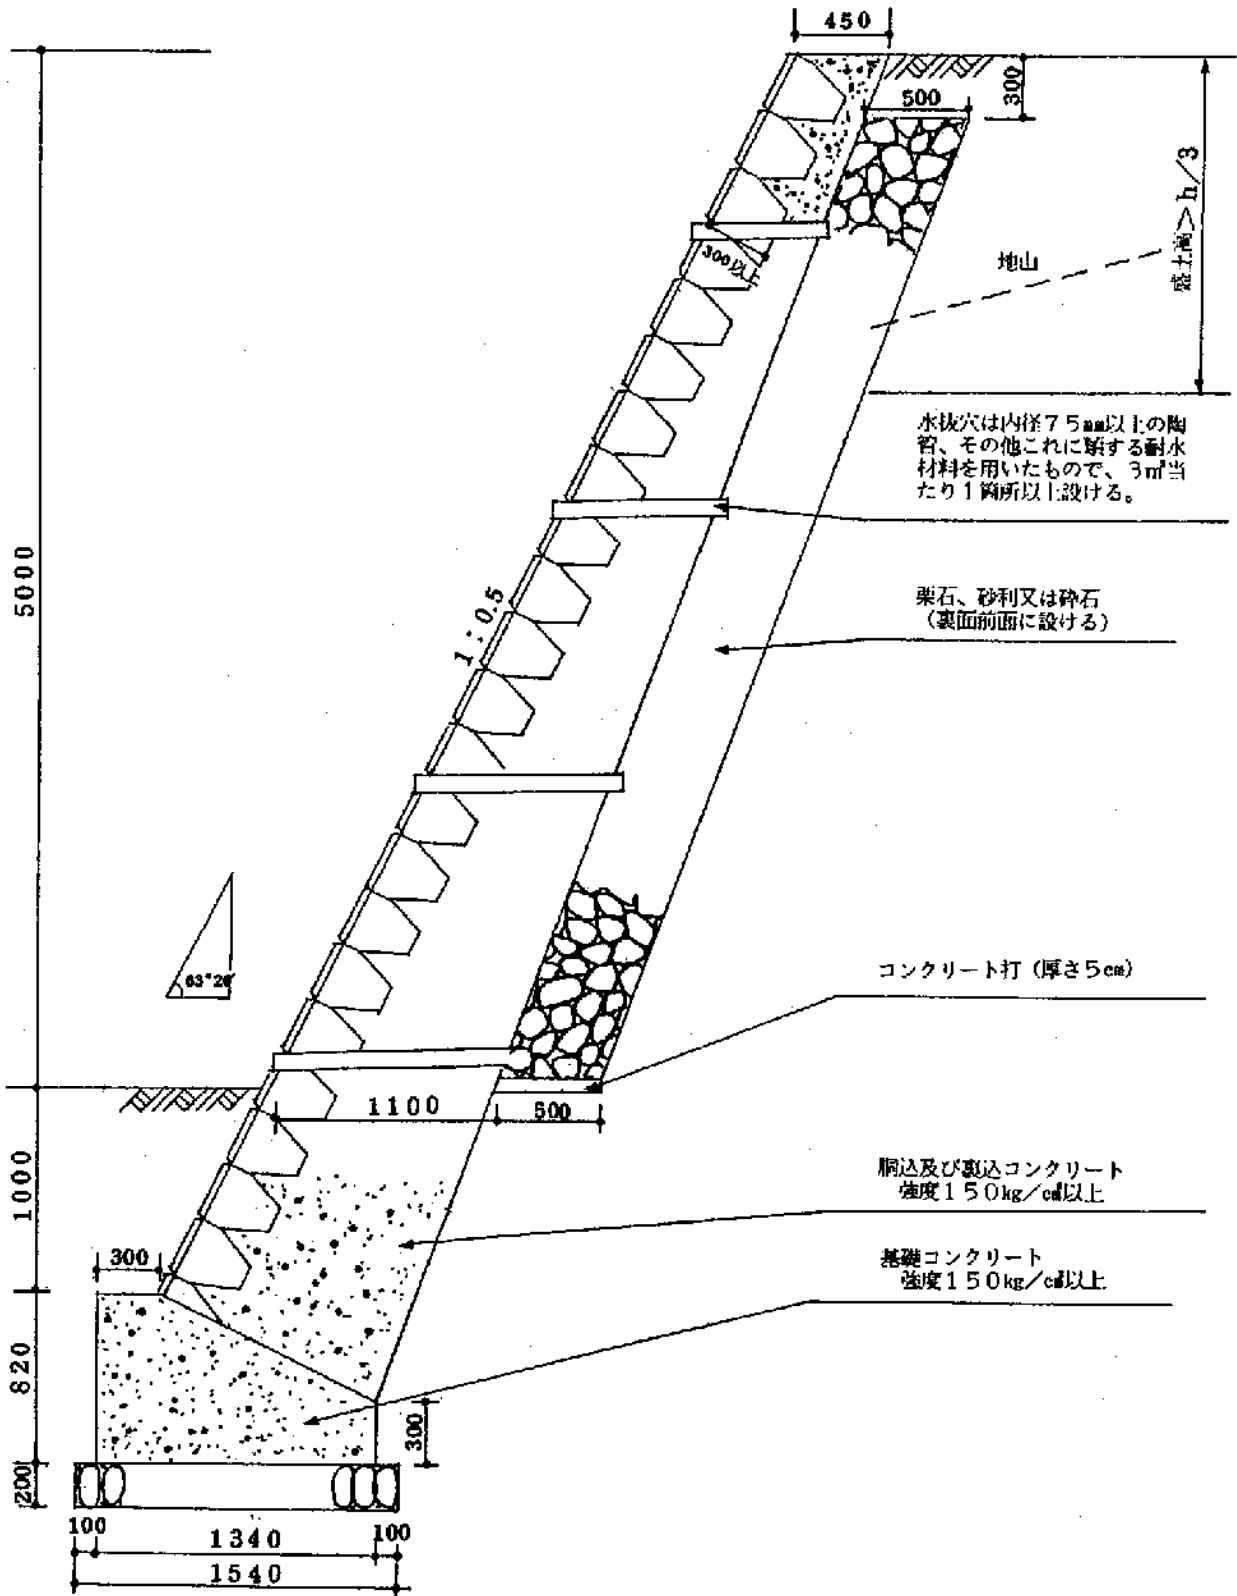 450
500
300
盛土高>h/3
地山
300以上
水抜穴は内径75mm以上の陶
管、その他これに類する耐水
材料を用いたもので、3㎡当
たり1箇所以上設ける。
5000
1:0.5
栗石、砂利又は砕石
(裏面前面に設ける)
63°26′
コンクリート打(厚さ5cm)
1100
500
1000
胴込及び裏込コンクリート
強度150kg/c㎡以上
300
基礎コンクリート
強度150kg/c㎡以上
820
300
200
100
1340
100
1540